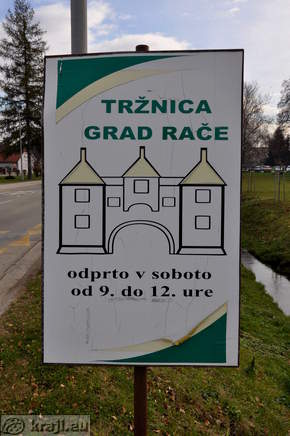 TRŽNICA
GRAD RAČE
odprto v soboto
od 9. do 12. ure
© kraji.eu